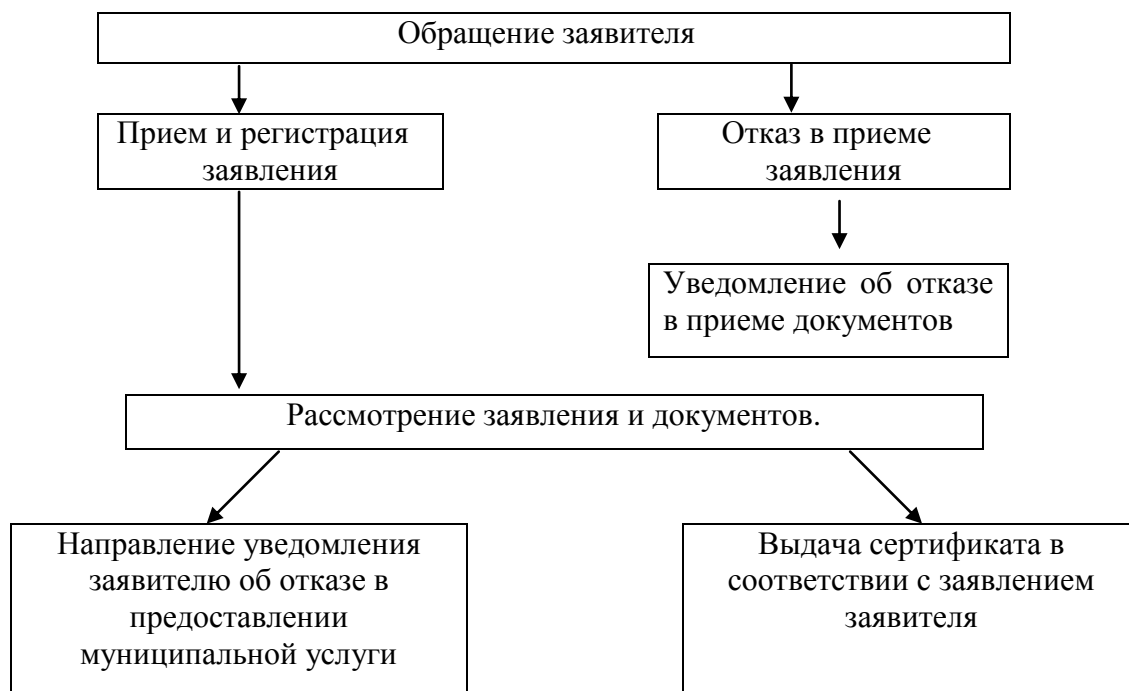 Обращение заявителя
Прием и регистрация
заявления
Отказ в приеме
заявления
Уведомление об отказе
в приеме документов
Рассмотрение заявления и документов.
Направление уведомления
заявителю об отказе в
предоставлении
муниципальной услуги
Выдача сертификата в
соответствии с заявлением
заявителя